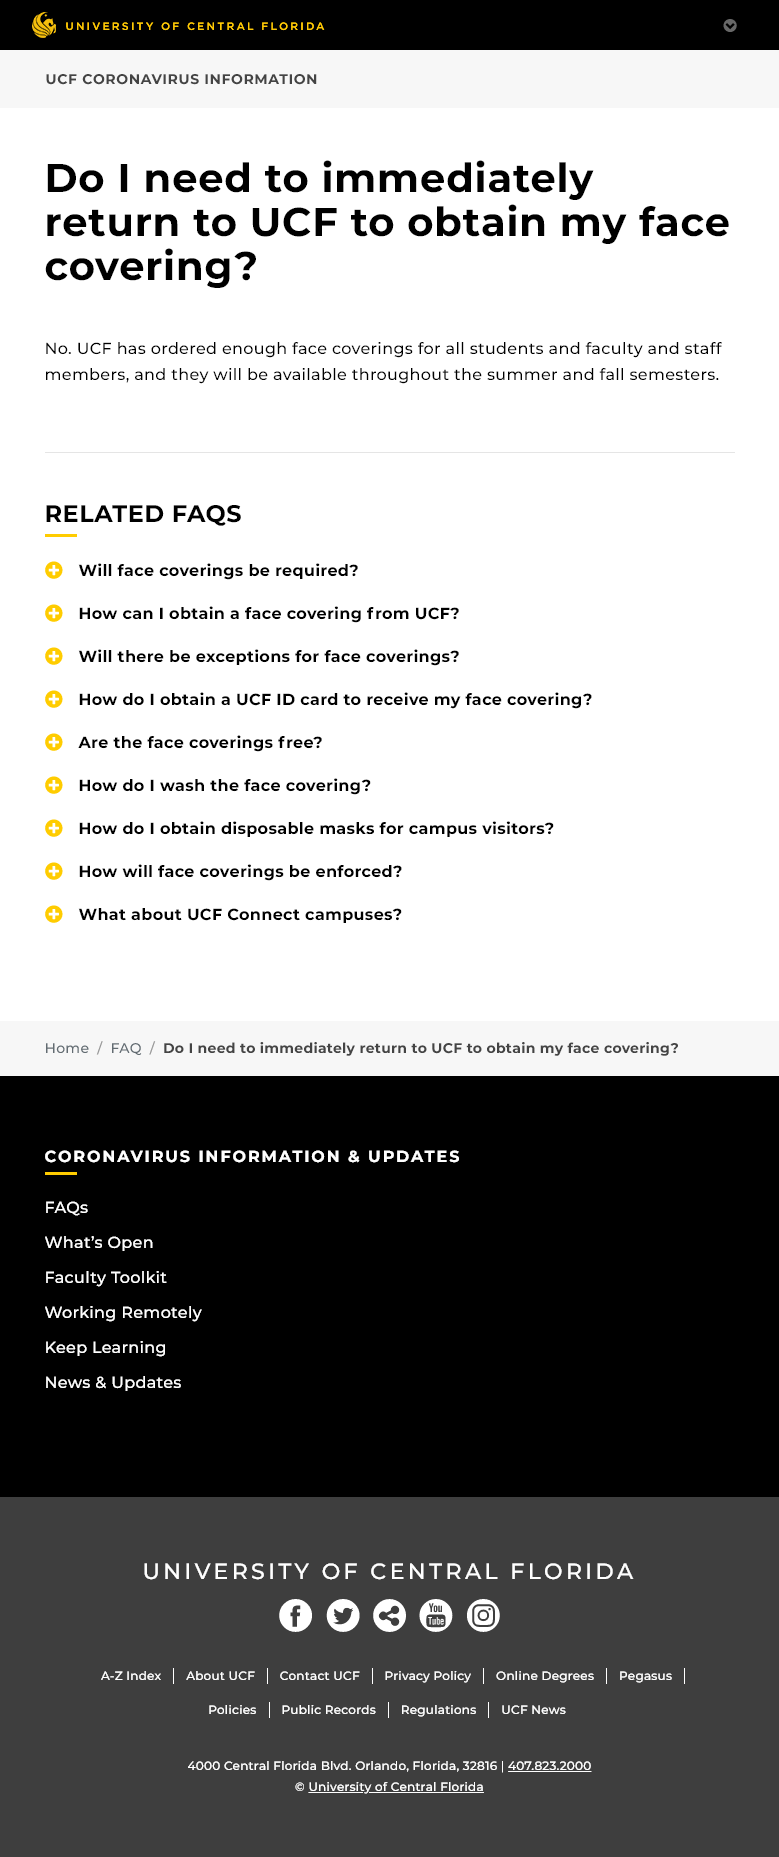 UNIVERSITY OF CENTRAL FLORIDA
UCF CORONAVIRUS INFORMATION
Do I need to immediately
return to UCF to obtain my face
covering?
No. UCF has ordered enough face coverings for all students and faculty and staff
members, and they will be available throughout the summer and fall semesters.
RELATED FAQS
Will face coverings be required?
How can I obtain a face covering from UCF?
Will there be exceptions for face coverings?
How do I obtain a UCF ID card to receive my face covering?
Are the face coverings free?
How do I wash the face covering?
How do I obtain disposable masks for campus visitors?
How will face coverings be enforced?
What about UCF Connect campuses?
Home / FAQ / Do I need to immediately return to UCF to obtain my face covering?
CORONAVIRUS INFORMATION & UPDATES
FAQs
What's Open
Faculty Toolkit
Working Remotely
Keep Learning
News & Updates
UNIVERSITY OF CENTRAL FLORIDA
You
Tube
A-Z Index | About UCF | Contact UCF | Privacy Policy | Online Degrees | Pegasus |
Policies | Public Records | Regulations | UCF News
4000 Central Florida Blvd. Orlando, Florida, 32816 | 407.823.2000
© University of Central Florida